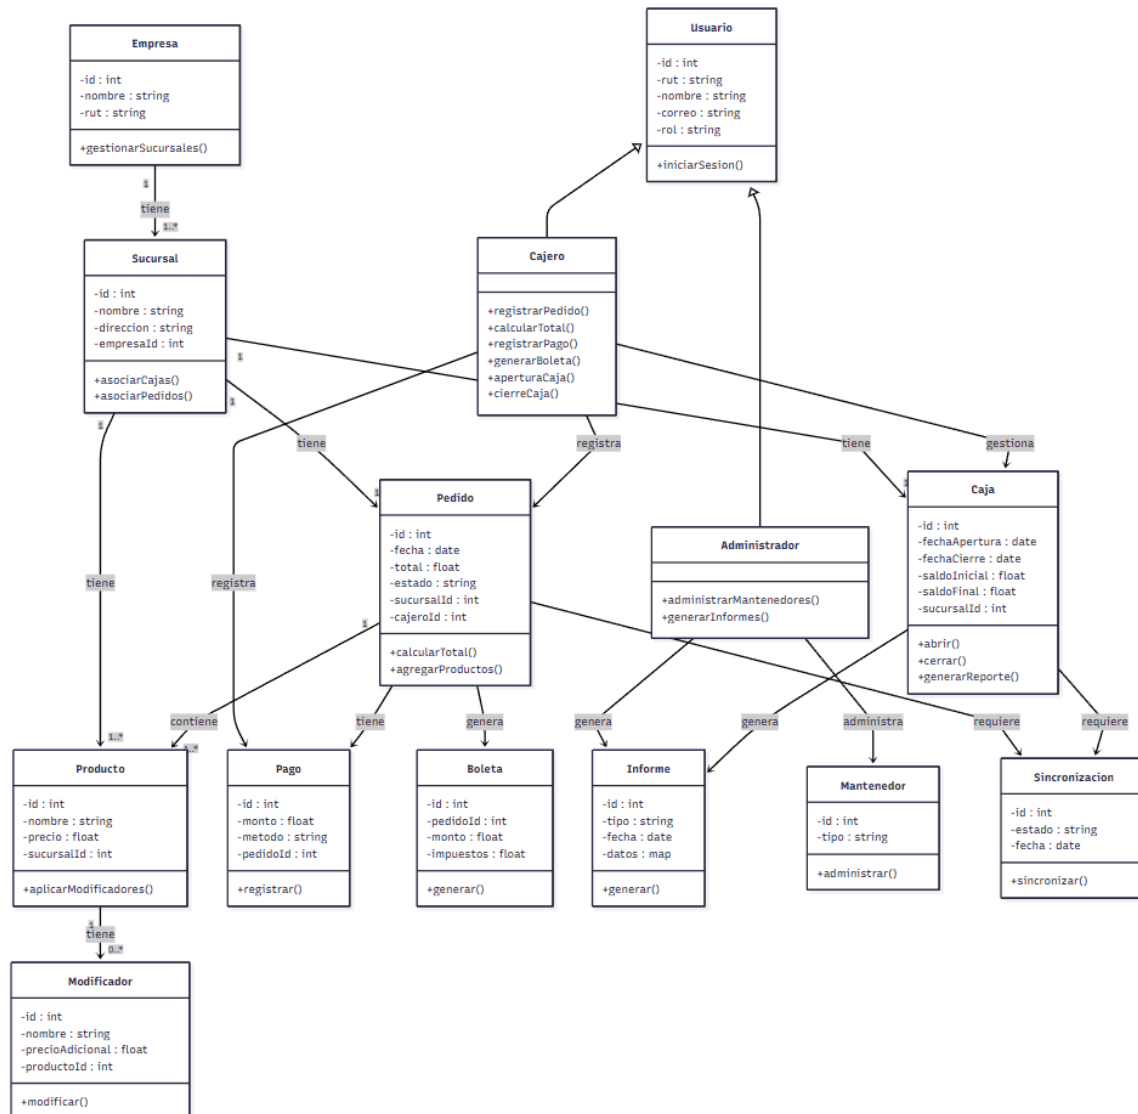 Empresa
-id : int
-nombre : string
-rut : string
+gestionarSucursales()
Usuario
-id : int
-rut : string
-nombre : string
-correo : string
-rol : string
+iniciarSesion()
1
tiene
1..*
Sucursal
-id : int
-nombre : string
-direccion : string
-empresaId : int
+asociarCajas()
+asociarPedidos()
Cajero
+registrarPedido()
+calcularTotal()
+registrarPago()
+generarBoleta()
+aperturaCaja()
+cierreCaja()
1
1
1
tiene
registra
tiene
gestiona
Pedido
-id : int
-fecha : date
-total : float
-estado : string
-sucursalId : int
-cajeroId : int
+calcularTotal()
+agregarProductos()
Administrador
+administrarMantenedores()
+generarInformes()
Caja
-id : int
-fechaApertura : date
-fechaCierre : date
-saldoInicial : float
-saldoFinal : float
-sucursalId : int
+abrir()
+cerrar()
+generarReporte()
tiene
registra
1
contiene
tiene
genera
genera
genera
administra
requiere
requiere
1..*
Producto
-id : int
-nombre : string
-precio : float
-sucursalId : int
+aplicarModificadores()
Pago
-id : int
-monto : float
-metodo : string
-pedidoId : int
+registrar()
Boleta
-id : int
-pedidoId : int
-monto : float
-impuestos : float
+generar()
Informe
-id : int
-tipo : string
-fecha : date
-datos : map
+generar()
Mantenedor
-id : int
-tipo : string
+administrar()
Sincronizacion
-id : int
-estado : string
-fecha : date
+sincronizar()
1
tiene
0..*
Modificador
-id : int
-nombre : string
-precioAdicional : float
-productoId : int
+modificar()